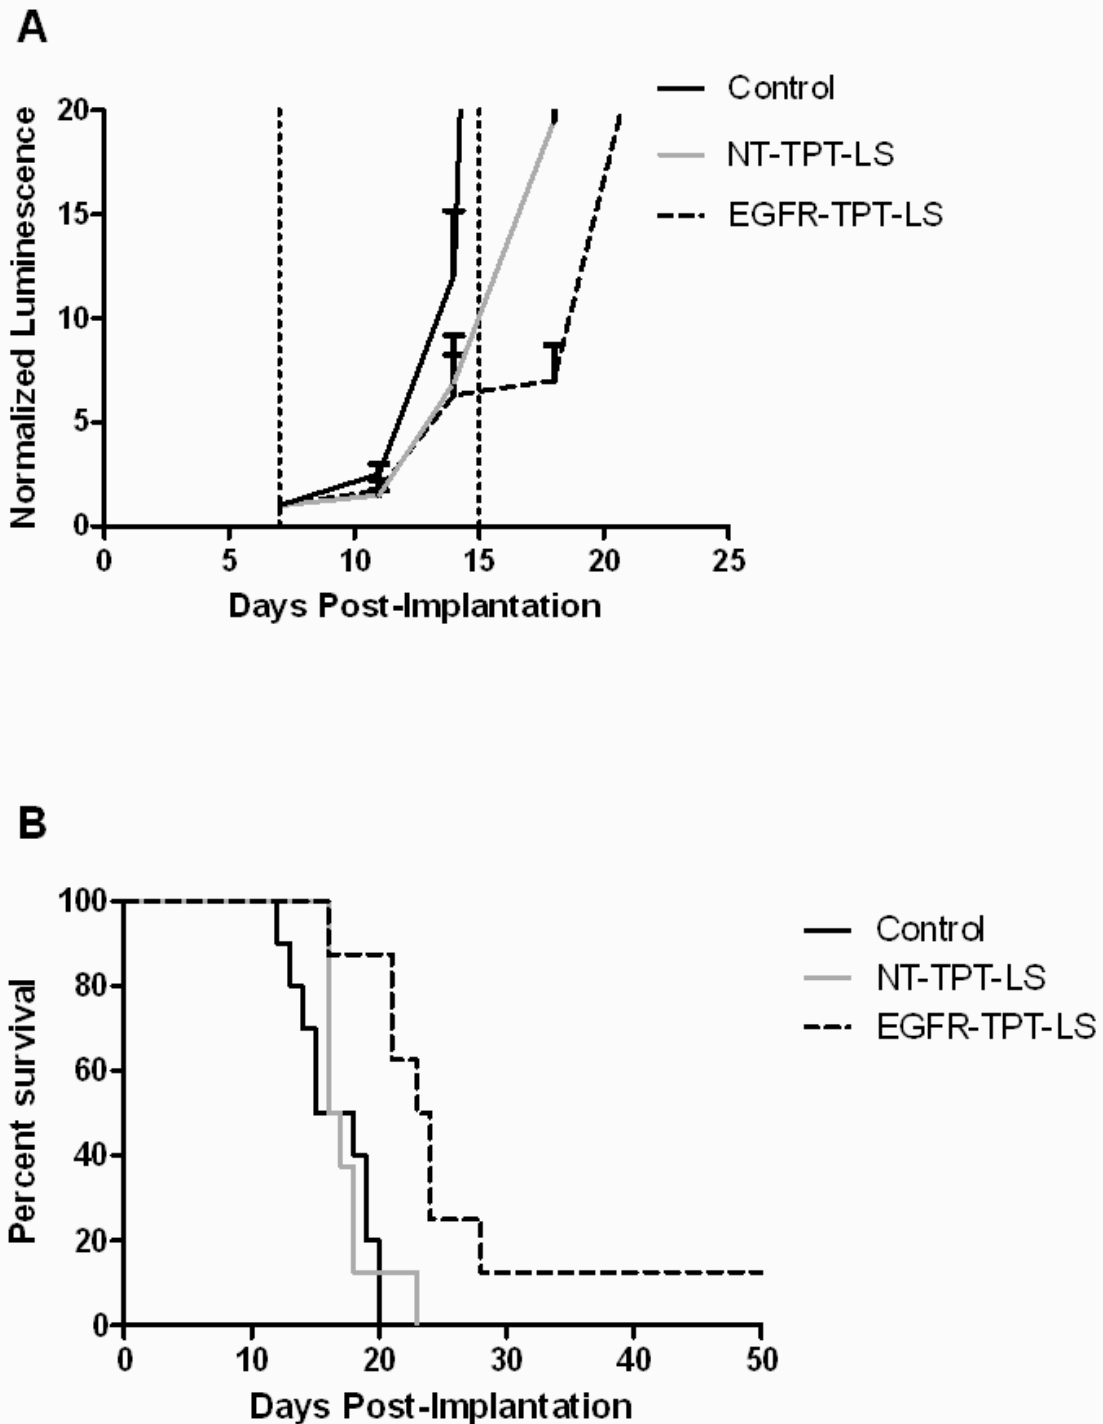 A
Normalized Luminescence
20
15
10
5
0
0 5 10 15 20 25
Days Post-Implantation
Control
NT-TPT-LS
EGFR-TPT-LS
B
Percent survival
100
80
60
40
20
0
0 10 20 30 40 50
Days Post-Implantation
Control
NT-TPT-LS
EGFR-TPT-LS